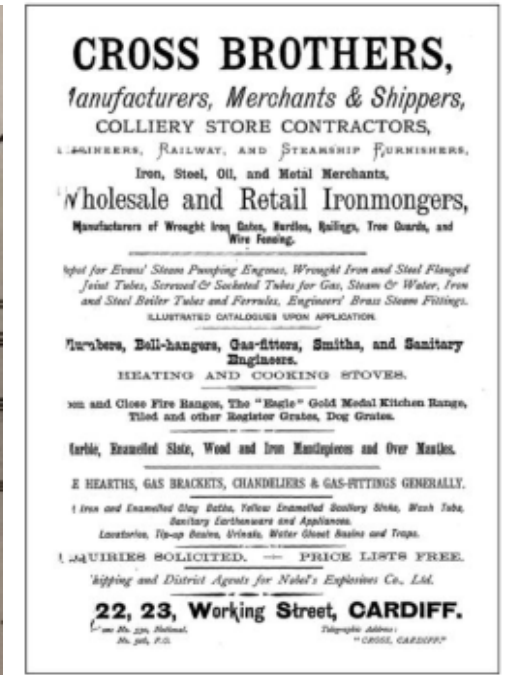 CROSS BROTHERS,
Manufacturers, Merchants & Shippers,
COLLIERY STORE CONTRACTORS,
RAILWAY, AND STEAMSHIP FURNISHERS,
Iron, Steel, Oil, and Metal Merchants,
Wholesale and Retail Ironmongers,
Manufacturers of Wrought Iron Gates, Hurdles, Railings, Tree Guards, and
Wire Fencing.
for Evans' Steam Pumping Engines, Wrought Iron and Steel Flanged
Joint Tubes, Screwed & Socketed Tubes for Gas, Steam & Water, Iron
and Steel Boiler Tubes and Ferrules, Engineers' Brass Steam Fittings.
ILLUSTRATED CATALOGUES UPON APPLICATION.
Plumbers, Bell-hangers, Gas-fitters, Smiths, and Sanitary
Engineers.
HEATING AND COOKING STOVES.
and Close Fire Ranges, The "Eagle" Gold Medal Kitchen Range,
Tiled and other Register Grates, Dog Grates.
Marble, Enamelled Slate, Wood and Iron Mantlepieces and Over Mantles.
HEARTHS, GAS BRACKETS, CHANDELIERS & GAS-FITTINGS GENERALLY.
Iron and Enamelled Clay Baths, Yellow Enamelled Scullery Sinks, Wash Tubs,
Sanitary Earthenware and Appliances.
Lavatories, Tip-up Basins, Urinals, Water Closet Basins and Traps.
SOLICITED. — PRICE LISTS FREE.
Shipping and District Agents for Nobel's Explosives Co., Ltd.
22, 23, Working Street, CARDIFF.
No. 530, National.
Telegraphic Address:
P.O.
"CROSS, CARDIFF."